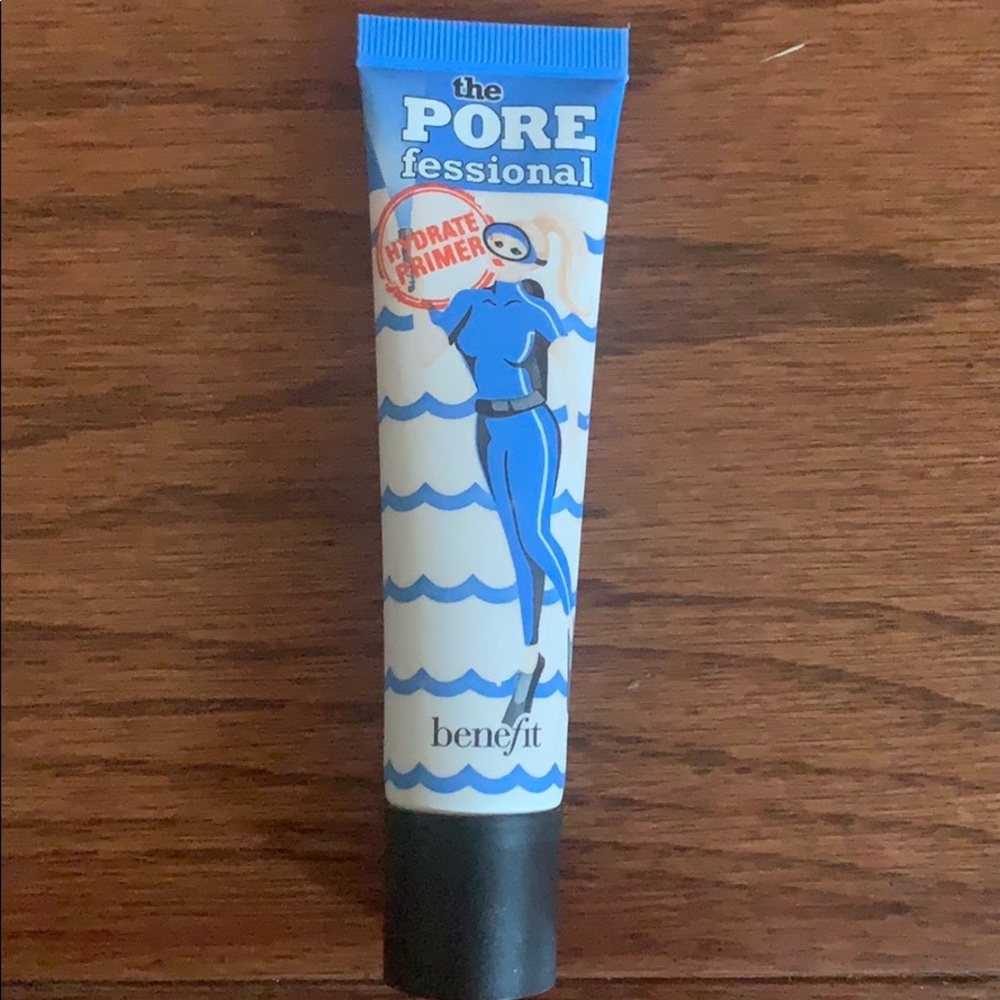 the
PORE
fessional
HYDRATE
PRIMER
benefit